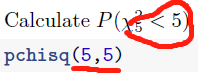 Calculate P(χ²₅ < 5)
pchisq(5,5)